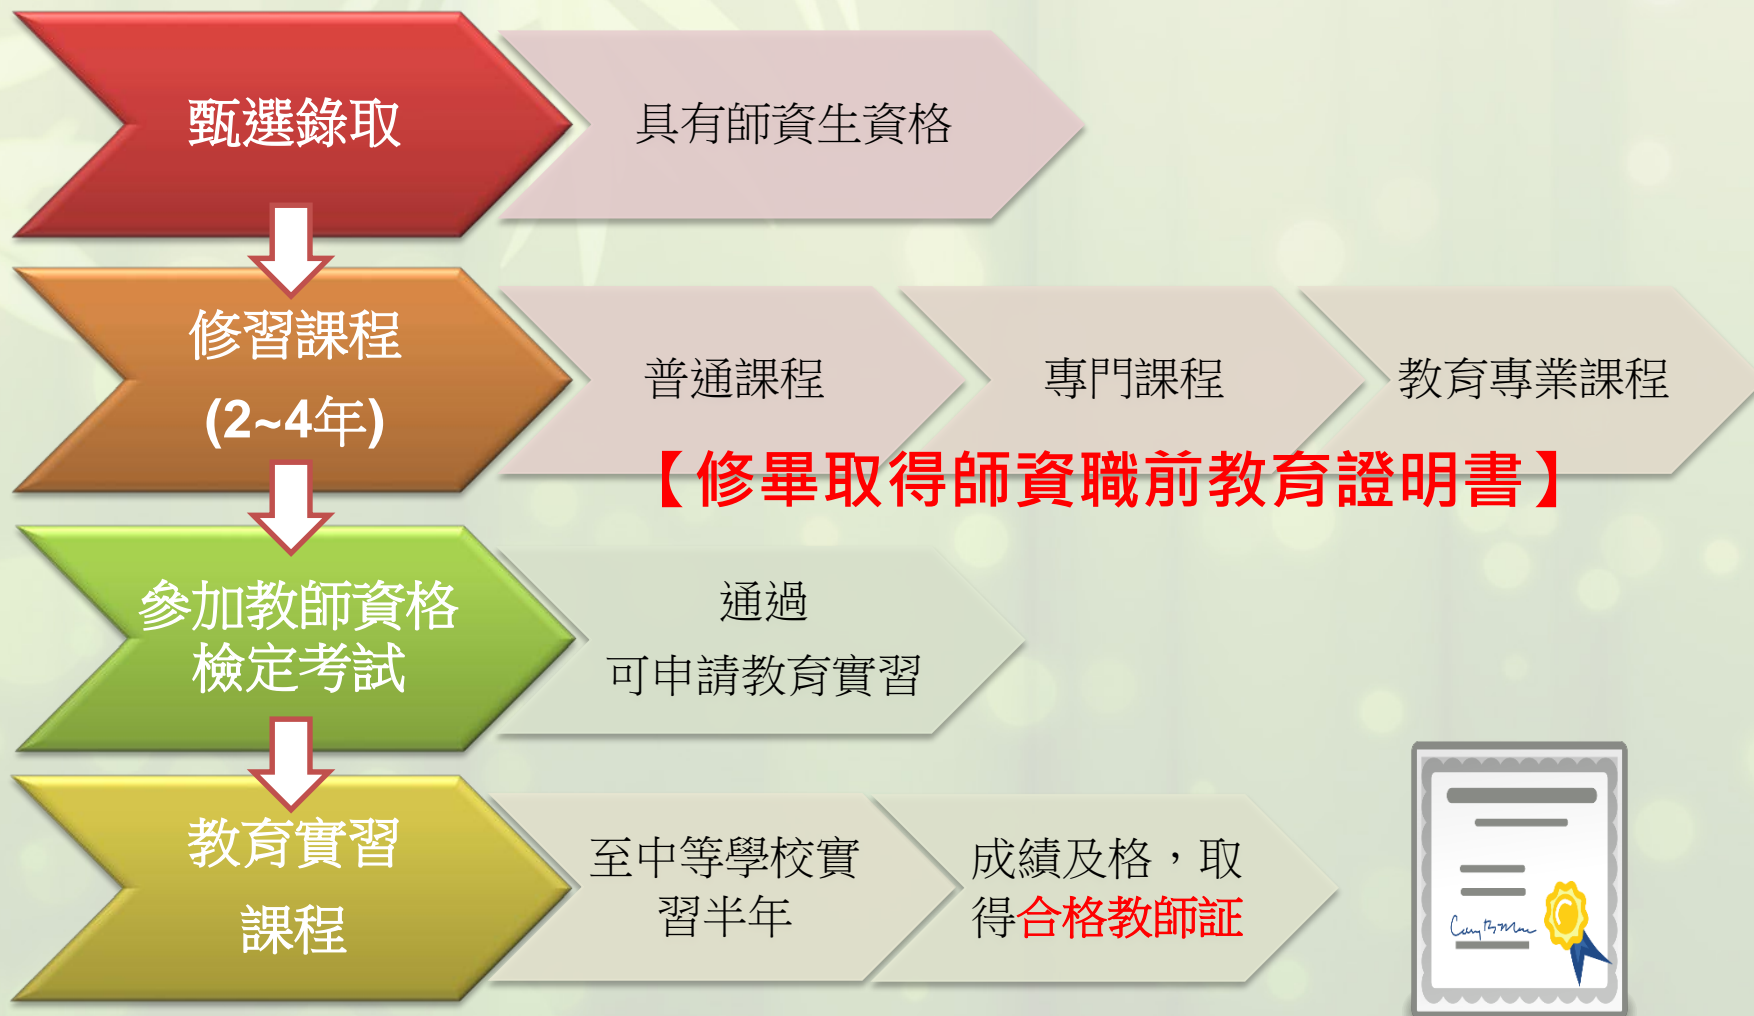 甄選錄取
具有師資生資格
修習課程
(2~4年)
普通課程
專門課程
教育專業課程
【修畢取得師資職前教育證明書】
參加教師資格
檢定考試
通過
可申請教育實習
教育實習
課程
至中等學校實
習半年
成績及格，取
得合格教師証